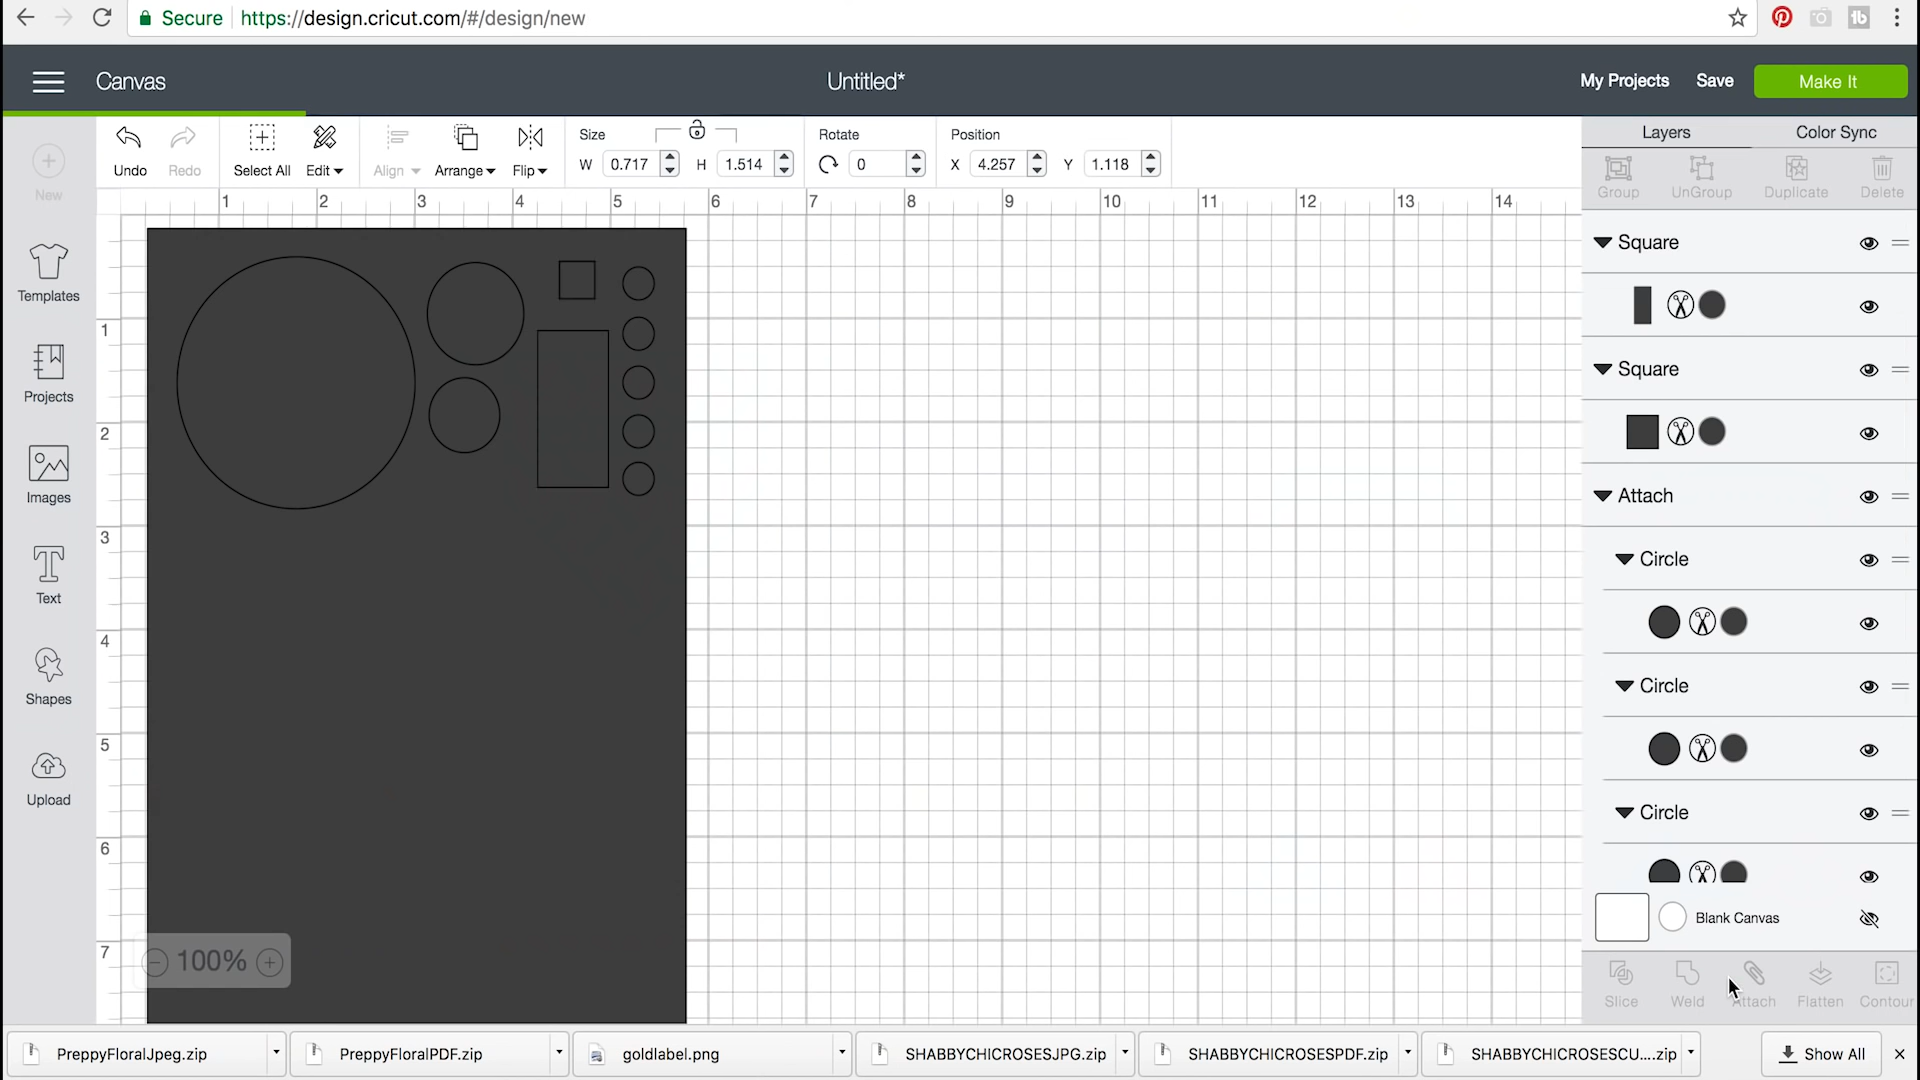 Secure https://design.cricut.com/#/design/new
Canvas
Untitled*
My Projects Save Make It
New
Templates
Projects
Images
Text
Shapes
Upload
Undo Redo Select All Edit Align Arrange Flip
Size
W 0.717 H 1.514
Rotate
0
Position
X 4.257 Y 1.118
1 2 3 4 5 6 7 8 9 10 11 12 13 14
1
2
3
4
5
6
7
100%
Layers Color Sync
Group UnGroup Duplicate Delete
Square
Square
Attach
Circle
Circle
Circle
Blank Canvas
Slice Weld Attach Flatten Contour
PreppyFloralJpeg.zip PreppyFloralPDF.zip goldlabel.png SHABBYCHICROSESJPG.zip SHABBYCHICROSESPDF.zip SHABBYCHICROSESCU....zip Show All